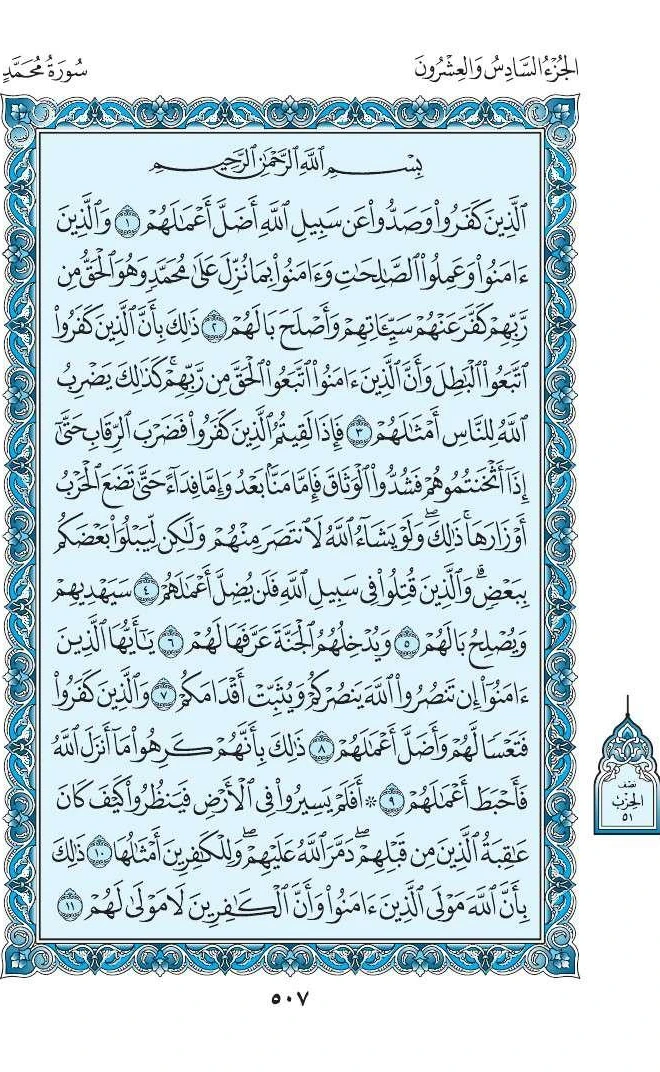 الجُزْءُ السَّادِسُ وَالعِشْرُونَ
سُورَةُ مُحَمَّدٍ
بِسْمِ اللَّهِ الرَّحْمَٰنِ الرَّحِيمِ
ٱلَّذِينَ كَفَرُوا۟ وَصَدُّوا۟ عَن سَبِيلِ ٱللَّهِ أَضَلَّ أَعْمَٰلَهُمْ ١ وَٱلَّذِينَ
ءَامَنُوا۟ وَعَمِلُوا۟ ٱلصَّٰلِحَٰتِ وَءَامَنُوا۟ بِمَا نُزِّلَ عَلَىٰ مُحَمَّدٍ وَهُوَ ٱلْحَقُّ مِن
رَّبِّهِمْ كَفَّرَ عَنْهُمْ سَيِّـَٔاتِهِمْ وَأَصْلَحَ بَالَهُمْ ٢ ذَٰلِكَ بِأَنَّ ٱلَّذِينَ كَفَرُوا۟
ٱتَّبَعُوا۟ ٱلْبَٰطِلَ وَأَنَّ ٱلَّذِينَ ءَامَنُوا۟ ٱتَّبَعُوا۟ ٱلْحَقَّ مِن رَّبِّهِمْۚ كَذَٰلِكَ يَضْرِبُ
ٱللَّهُ لِلنَّاسِ أَمْثَٰلَهُمْ ٣ فَإِذَا لَقِيتُمُ ٱلَّذِينَ كَفَرُوا۟ فَضَرْبَ ٱلرِّقَابِ حَتَّىٰٓ
إِذَآ أَثْخَنتُمُوهُمْ فَشُدُّوا۟ ٱلْوَثَاقَ فَإِمَّا مَنًّۢا بَعْدُ وَإِمَّا فِدَآءً حَتَّىٰ تَضَعَ ٱلْحَرْبُ
أَوْزَارَهَاۚ ذَٰلِكَۖ وَلَوْ يَشَآءُ ٱللَّهُ لَٱنتَصَرَ مِنْهُمْ وَلَٰكِن لِّيَبْلُوَا۟ بَعْضَكُم
بِبَعْضٍۗ وَٱلَّذِينَ قُتِلُوا۟ فِى سَبِيلِ ٱللَّهِ فَلَن يُضِلَّ أَعْمَٰلَهُمْ ٤ سَيَهْدِيهِمْ
وَيُصْلِحُ بَالَهُمْ ٥ وَيُدْخِلُهُمُ ٱلْجَنَّةَ عَرَّفَهَا لَهُمْ ٦ يَٰٓأَيُّهَا ٱلَّذِينَ
ءَامَنُوٓا۟ إِن تَنصُرُوا۟ ٱللَّهَ يَنصُرْكُمْ وَيُثَبِّتْ أَقْدَامَكُمْ ٧ وَٱلَّذِينَ كَفَرُوا۟
فَتَعْسًا لَّهُمْ وَأَضَلَّ أَعْمَٰلَهُمْ ٨ ذَٰلِكَ بِأَنَّهُمْ كَرِهُوا۟ مَآ أَنزَلَ ٱللَّهُ
فَأَحْبَطَ أَعْمَٰلَهُمْ ٩ ۞ أَفَلَمْ يَسِيرُوا۟ فِى ٱلْأَرْضِ فَيَنظُرُوا۟ كَيْفَ كَانَ
عَٰقِبَةُ ٱلَّذِينَ مِن قَبْلِهِمْۖ دَمَّرَ ٱللَّهُ عَلَيْهِمْۖ وَلِلْكَٰفِرِينَ أَمْثَٰلُهَا ١٠ ذَٰلِكَ
بِأَنَّ ٱللَّهَ مَوْلَى ٱلَّذِينَ ءَامَنُوا۟ وَأَنَّ ٱلْكَٰفِرِينَ لَا مَوْلَىٰ لَهُمْ ١١
نصف
الحزب
٥١
٥٠٧